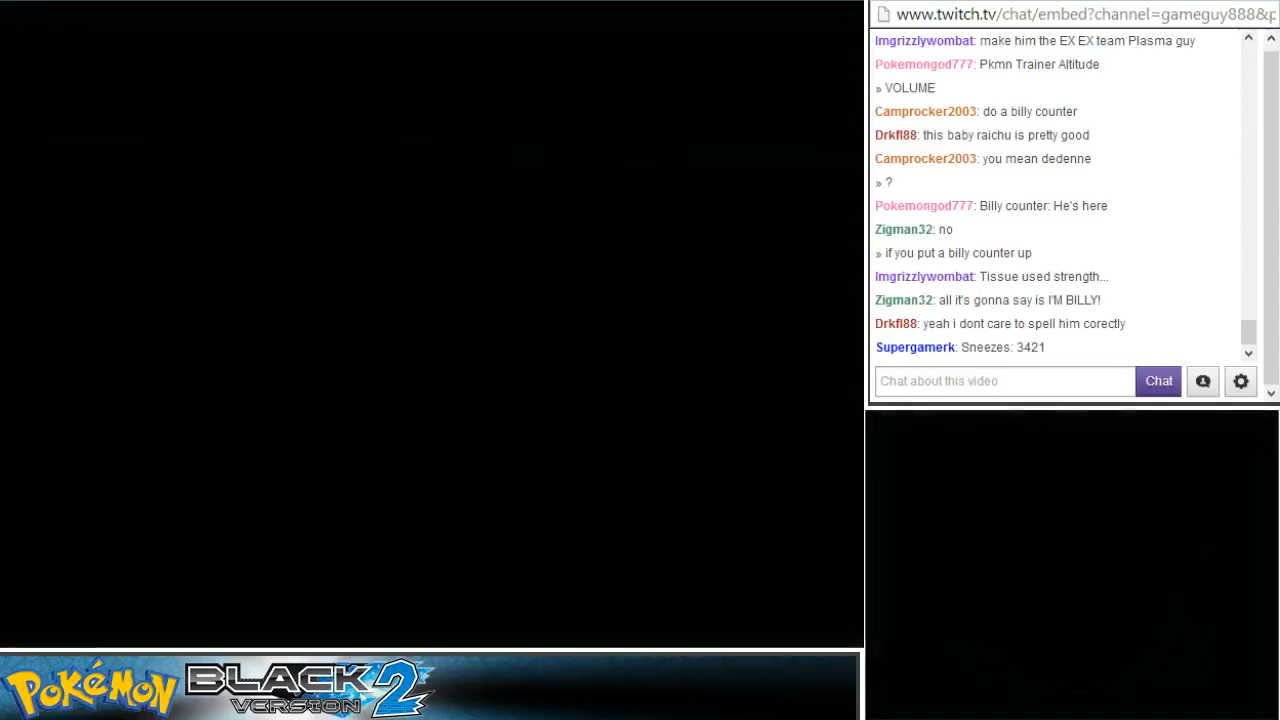 www.twitch.tv/chat/embed?channel=gameguy888&p
Imgrizzlywombat: make him the EX EX team Plasma guy
Pokemongod777: Pkmn Trainer Altitude
» VOLUME
Camprocker2003: do a billy counter
Drkfl88: this baby raichu is pretty good
Camprocker2003: you mean dedenne
» ?
Pokemongod777: Billy counter: He's here
Zigman32: no
» if you put a billy counter up
Imgrizzlywombat: Tissue used strength...
Zigman32: all it's gonna say is I'M BILLY!
Drkfl88: yeah i dont care to spell him corectly
Supergamerk: Sneezes: 3421
Chat about this video
Chat
POKéMON
BLACK 2
VERSION